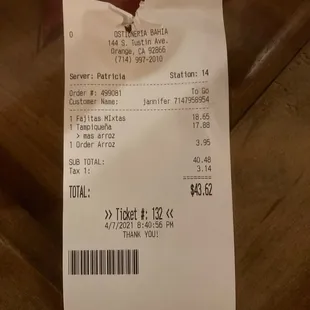 0
OSTIONERIA BAHIA
144 S. Tustin Ave.
Orange, CA 92866
(714) 997-2010
Server: Patricia Station: 14
Order #: 499081 To Go
Customer Name: jannifer 7147958954
1 Fajitas Mixtas 18.65
1 Tampiqueña 17.88
> mas arroz
1 Order Arroz 3.95
SUB TOTAL: 40.48
Tax 1: 3.14
TOTAL: $43.62
>> Ticket #: 132 <<
4/7/2021 8:40:56 PM
THANK YOU!